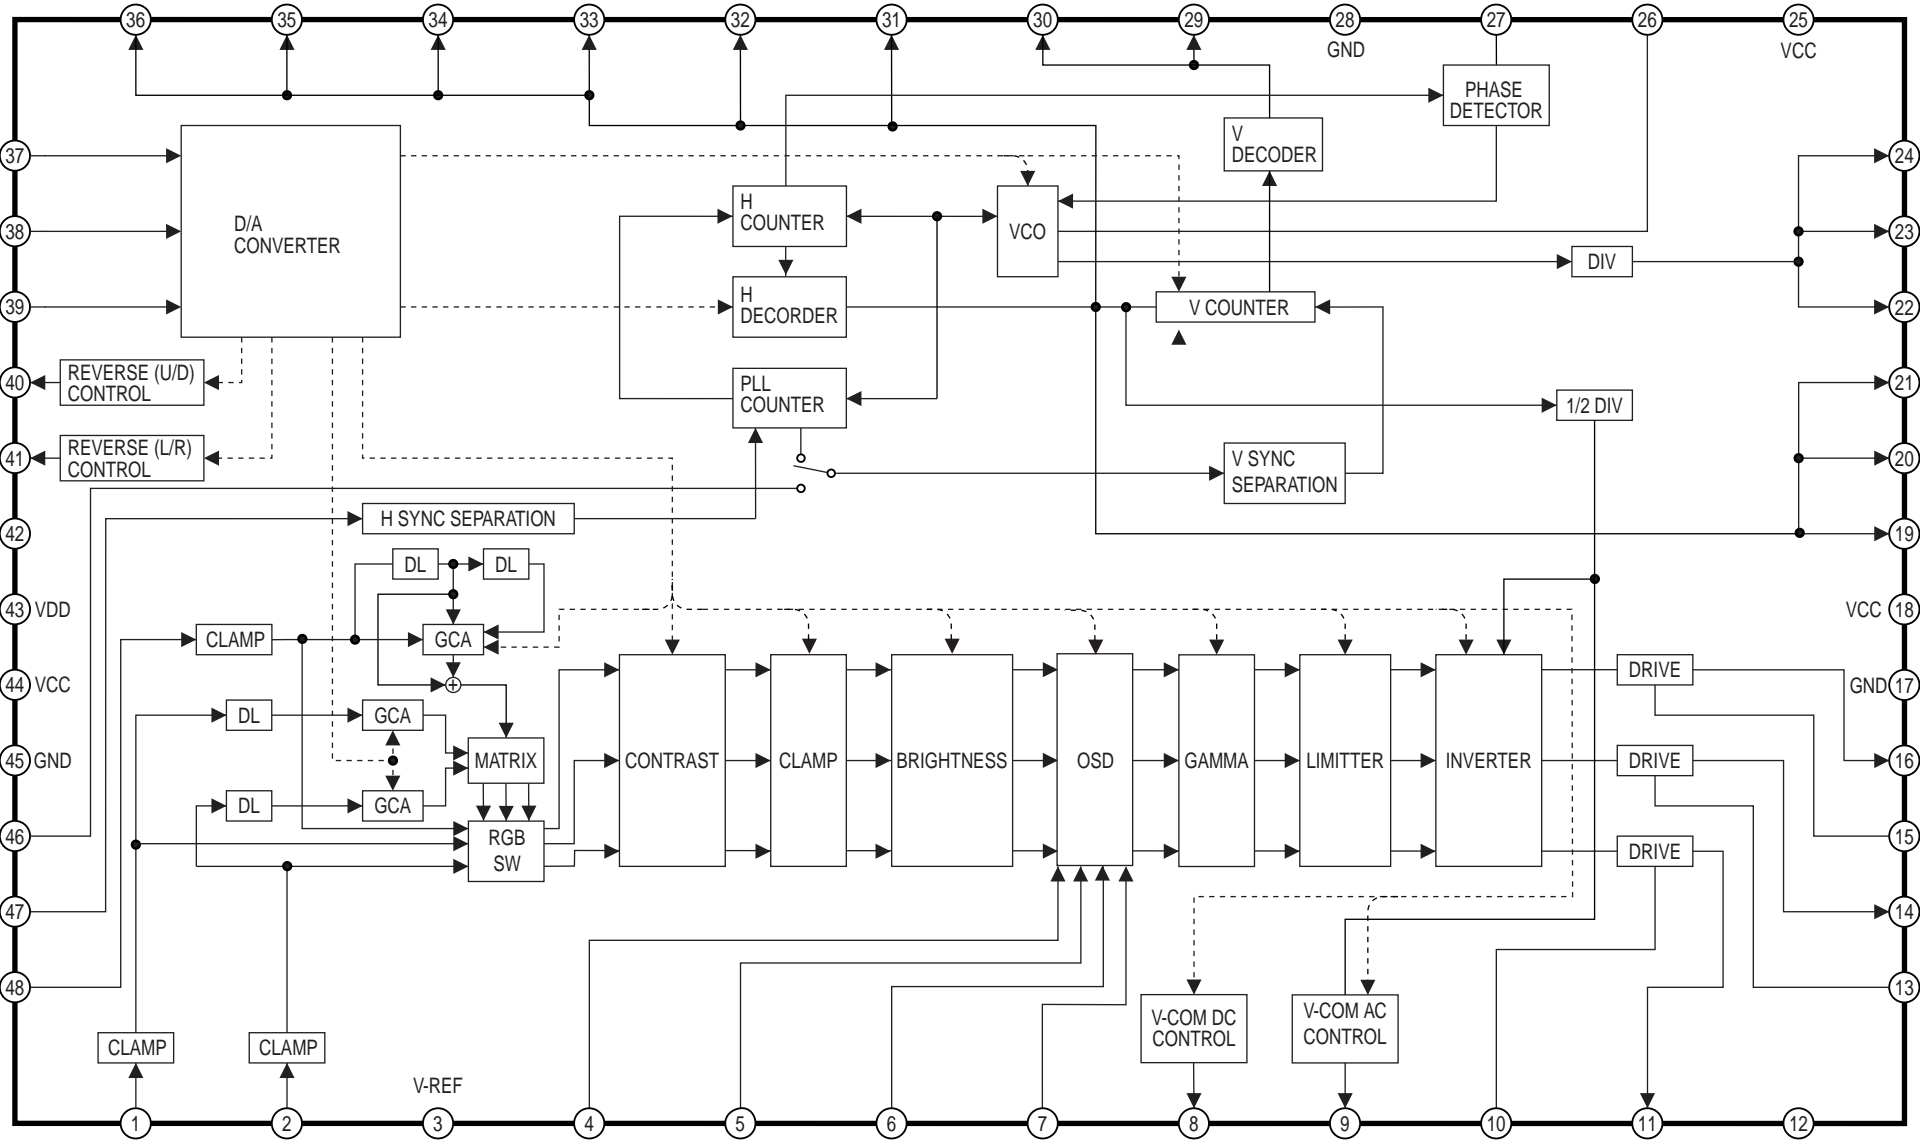 36 35 34 33 32 31 30 29 28 27 26 25
GND
VCC
PHASE
DETECTOR
V
DECODER
37
24
D/A
CONVERTER
H
COUNTER
VCO
38
23
DIV
39
H
DECORDER
V COUNTER
22
40
REVERSE (U/D)
CONTROL
PLL
COUNTER
1/2 DIV
21
41
REVERSE (L/R)
CONTROL
V SYNC
SEPARATION
20
H SYNC SEPARATION
42
19
DL
DL
43 VDD
VCC 18
CLAMP
GCA
44 VCC
DRIVE
GND 17
DL
GCA
45 GND
MATRIX
CONTRAST
CLAMP
BRIGHTNESS
OSD
GAMMA
LIMITTER
INVERTER
DRIVE
16
DL
GCA
46
RGB
SW
DRIVE
15
47
14
48
13
CLAMP
CLAMP
V-COM DC
CONTROL
V-COM AC
CONTROL
V-REF
1 2 3 4 5 6 7 8 9 10 11 12